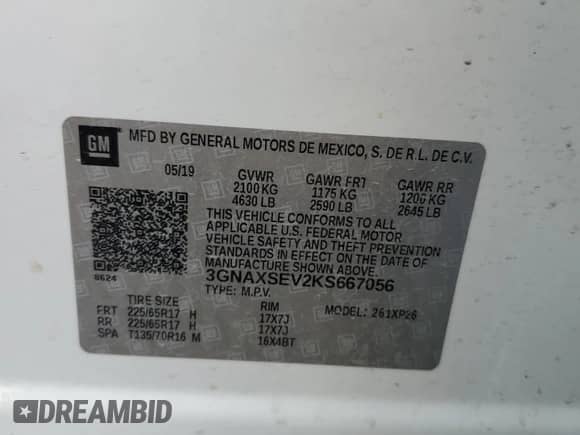 GM MFD BY GENERAL MOTORS DE MEXICO, S. DE R.L. DE C.V.
05/19 GVWR GAWR FRT GAWR RR
2100 KG 1175 KG 1200 KG
4630 LB 2590 LB 2645 LB
THIS VEHICLE CONFORMS TO ALL
APPLICABLE U.S. FEDERAL MOTOR
VEHICLE SAFETY AND THEFT PREVENTION
STANDARDS IN EFFECT ON THE DATE OF
MANUFACTURE SHOWN ABOVE.
8624 3GNAXSEV2KS667056
TYPE: M.P.V. MODEL: 261XP26
TIRE SIZE RIM
FRT 225/65R17 H 17X7J
RR 225/65R17 H 17X7J
SPA T135/70R16 M 16X4BT
DREAMBID